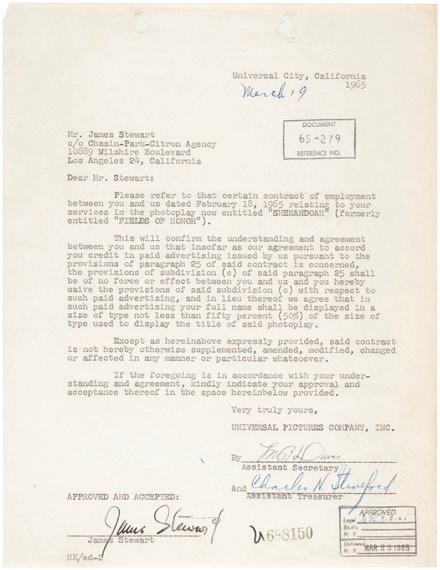 Universal City, California
March 19 1965
DOCUMENT
65-279
REFERENCE NO.
Mr. James Stewart
c/o Chasin-Park-Citron Agency
10889 Wilshire Boulevard
Los Angeles 24, California
Dear Mr. Stewart:
Please refer to that certain contract of employment
between you and us dated February 18, 1965 relating to your
services in the photoplay now entitled "SHENANDOAH" (formerly
entitled "FIELDS OF HONOR").
This will confirm the understanding and agreement
between you and us that insofar as our agreement to accord
you credit in paid advertising issued by us pursuant to the
provisions of paragraph 25 of said contract is concerned,
the provisions of subdivision (c) of said paragraph 25 shall
be of no force or effect between you and us and you hereby
waive the provisions of said subdivision (c) with respect to
such paid advertising, and in lieu thereof we agree that in
such paid advertising your full name shall be displayed in a
size of type not less than fifty percent (50%) of the size of
type used to display the title of said photoplay.
Except as hereinabove expressly provided, said contract
is not hereby otherwise supplemented, amended, modified, changed
or affected in any manner or particular whatsoever.
If the foregoing is in accordance with your under-
standing and agreement, kindly indicate your approval and
acceptance thereof in the space hereinbelow provided.
Very truly yours,
UNIVERSAL PICTURES COMPANY, INC.
By Davis
Assistant Secretary
And Charles N
Assistant Treasurer
APPROVED AND ACCEPTED:
James Stewart
James Stewart
HK/ed-2
688150
APPROVED
Legal
Studio
N. Y.
Delivered
N. Y. MAR 23 1965